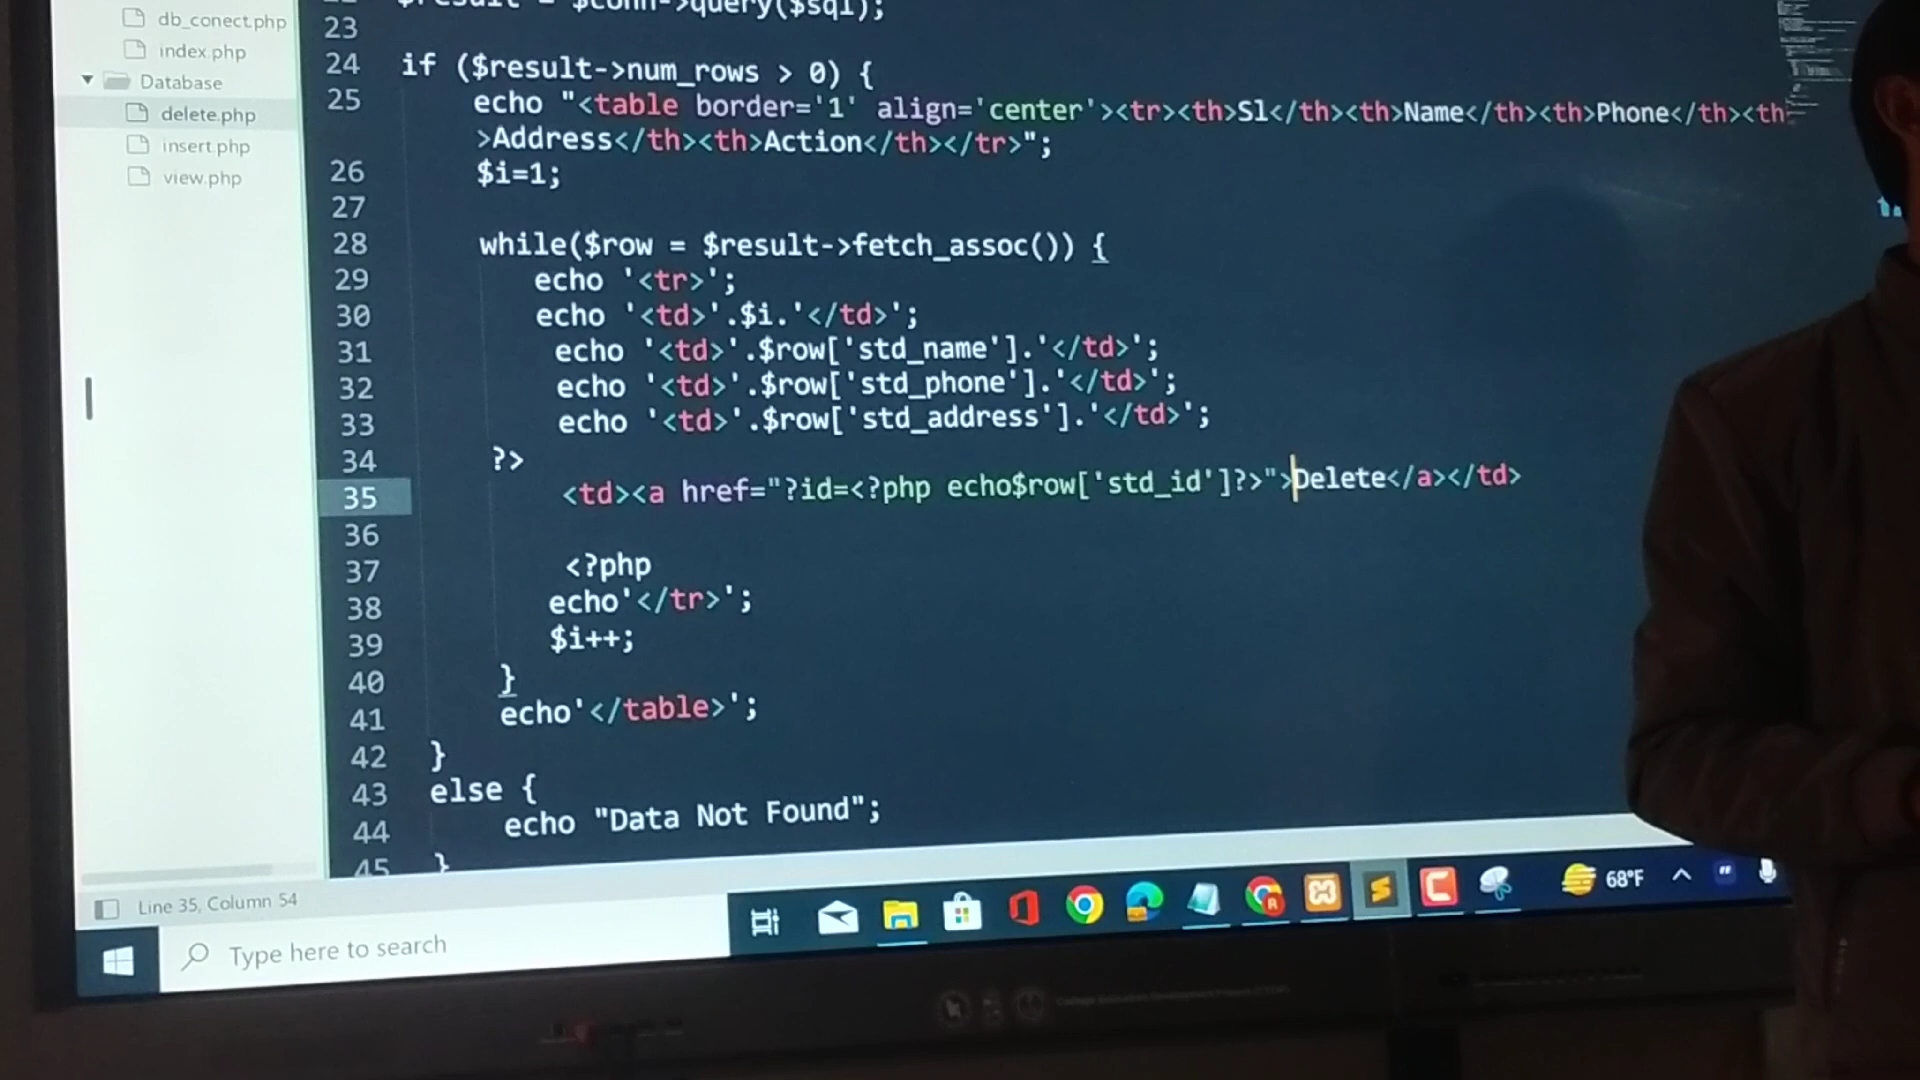 db_conect.php
index.php
Database
delete.php
insert.php
view.php
$result = $conn->query($sql);
23
24 if ($result->num_rows > 0) {
25 echo "<table border='1' align='center'><tr><th>Sl</th><th>Name</th><th>Phone</th><th
>Address</th><th>Action</th></tr>";
26 $i=1;
27
28 while($row = $result->fetch_assoc()) {
29 echo '<tr>';
30 echo '<td>'.$i.'</td>';
31 echo '<td>'.$row['std_name'].'</td>';
32 echo '<td>'.$row['std_phone'].'</td>';
33 echo '<td>'.$row['std_address'].'</td>';
34 ?>
35 <td><a href="?id=<?php echo$row['std_id']?>">Delete</a></td>
36
37 <?php
38 echo'</tr>';
39 $i++;
40 }
41 echo'</table>';
42 }
43 else {
44 echo "Data Not Found";
45 }
Line 35, Column 54
Type here to search
68°F